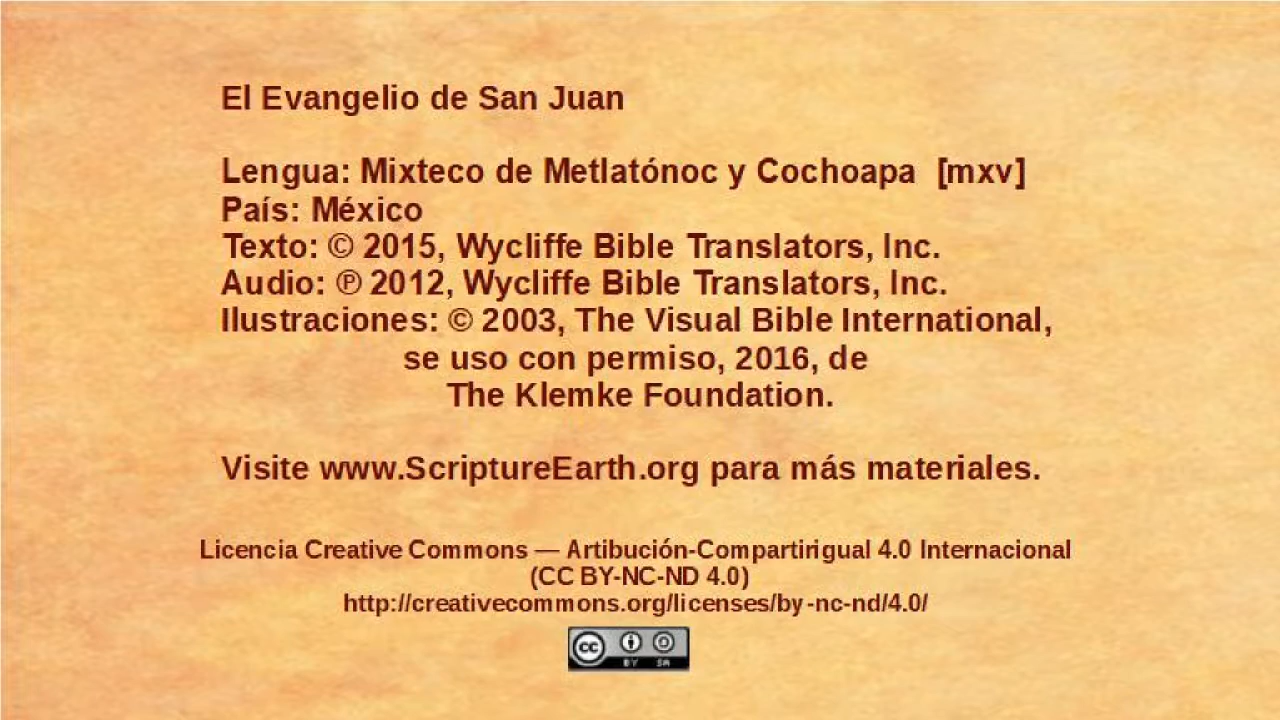 El Evangelio de San Juan
Lengua: Mixteco de Metlatónoc y Cochoapa [mxv]
País: México
Texto: © 2015, Wycliffe Bible Translators, Inc.
Audio: ℗ 2012, Wycliffe Bible Translators, Inc.
Ilustraciones: © 2003, The Visual Bible International,
se uso con permiso, 2016, de
The Klemke Foundation.
Visite www.ScriptureEarth.org para más materiales.
Licencia Creative Commons — Artibución-Compartirigual 4.0 Internacional
(CC BY-NC-ND 4.0)
http://creativecommons.org/licenses/by-nc-nd/4.0/
cc BY SA